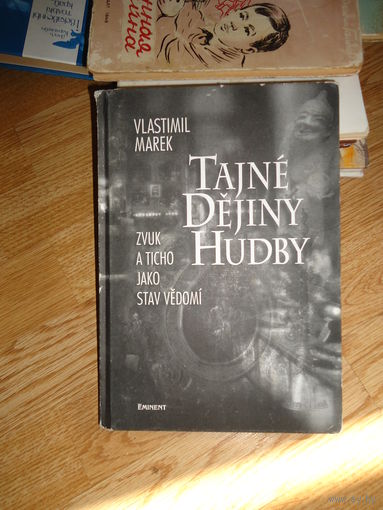 VLASTIMIL
MAREK
TAJNÉ
DĚJINY
HUDBY
ZVUK
A TICHO
JAKO
STAV VĚDOMÍ
EMINENT